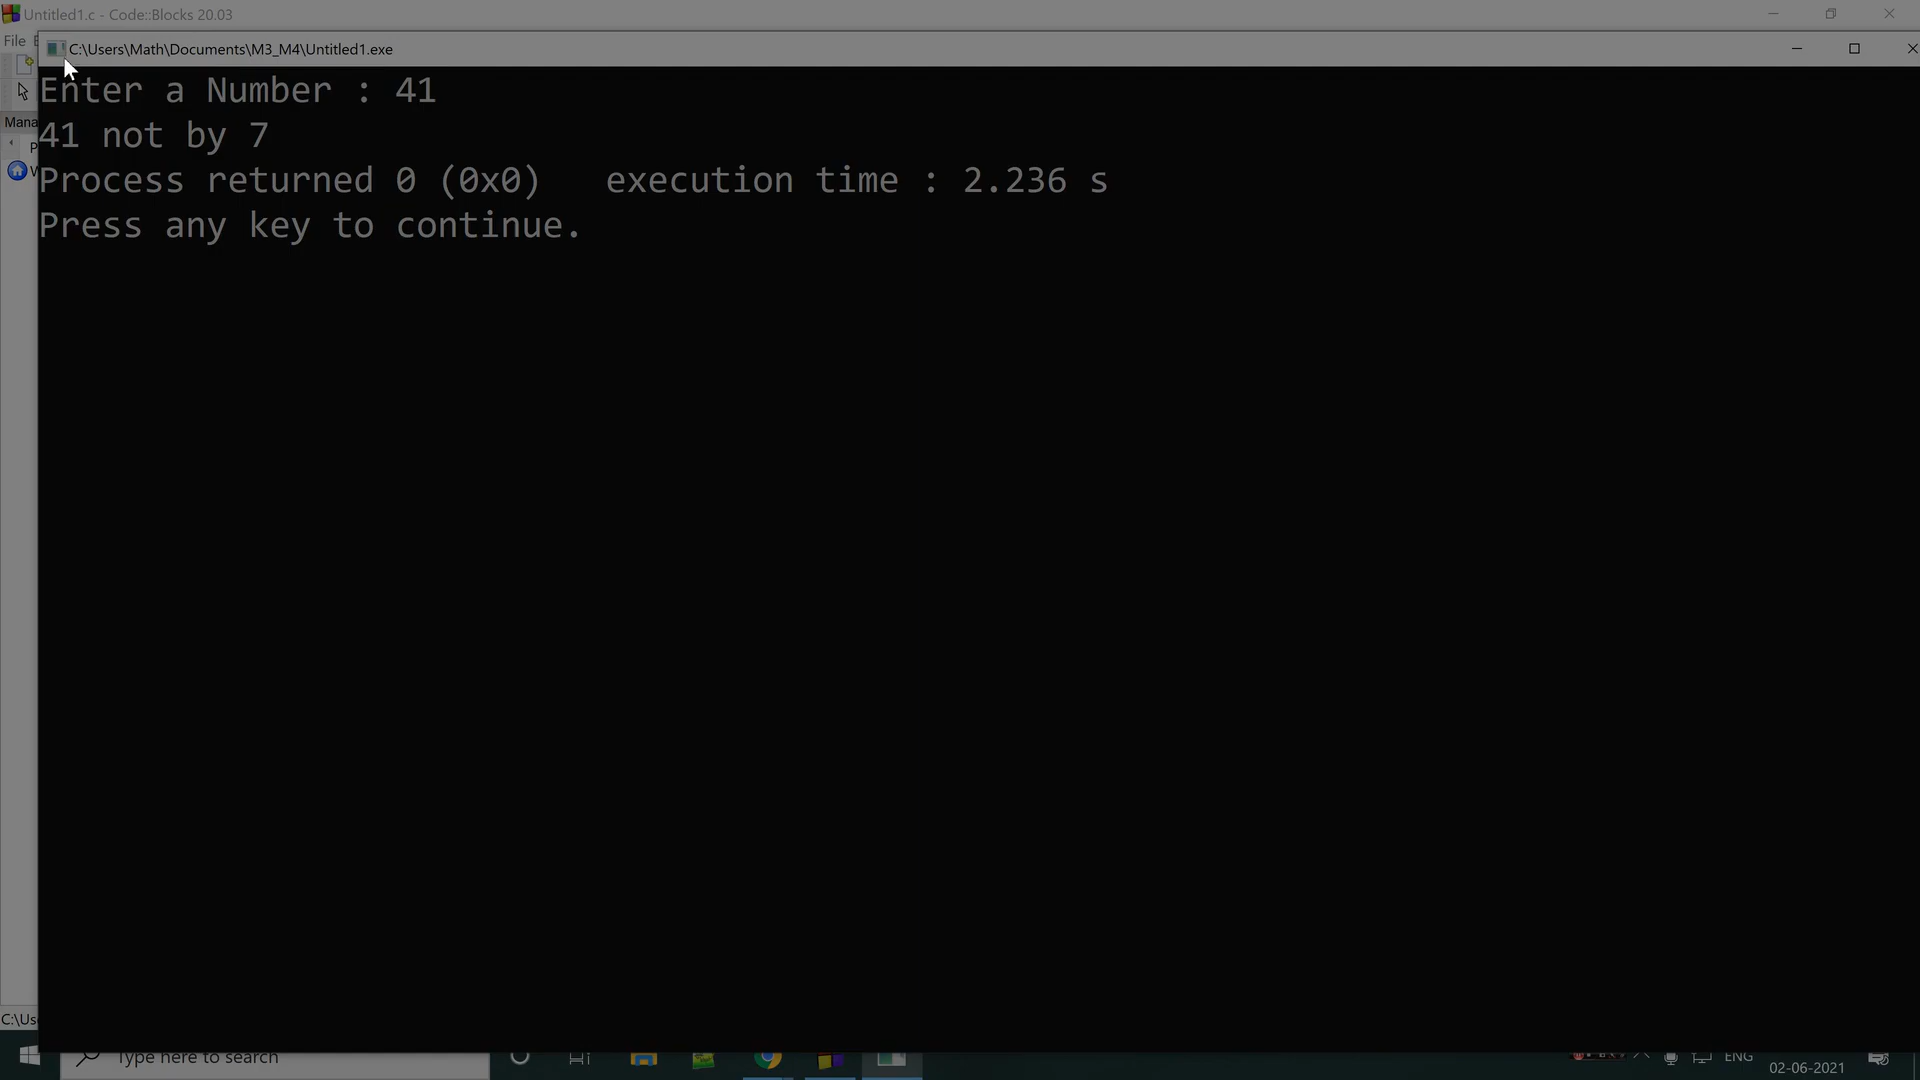 Untitled1.c - Code::Blocks 20.03
File
C:\Users\Math\Documents\M3_M4\Untitled1.exe
Enter a Number : 41
Mana
41 not by 7
P
Process returned 0 (0x0)   execution time : 2.236 s
Press any key to continue.
C:\Us
Type here to search
ENG
02-06-2021